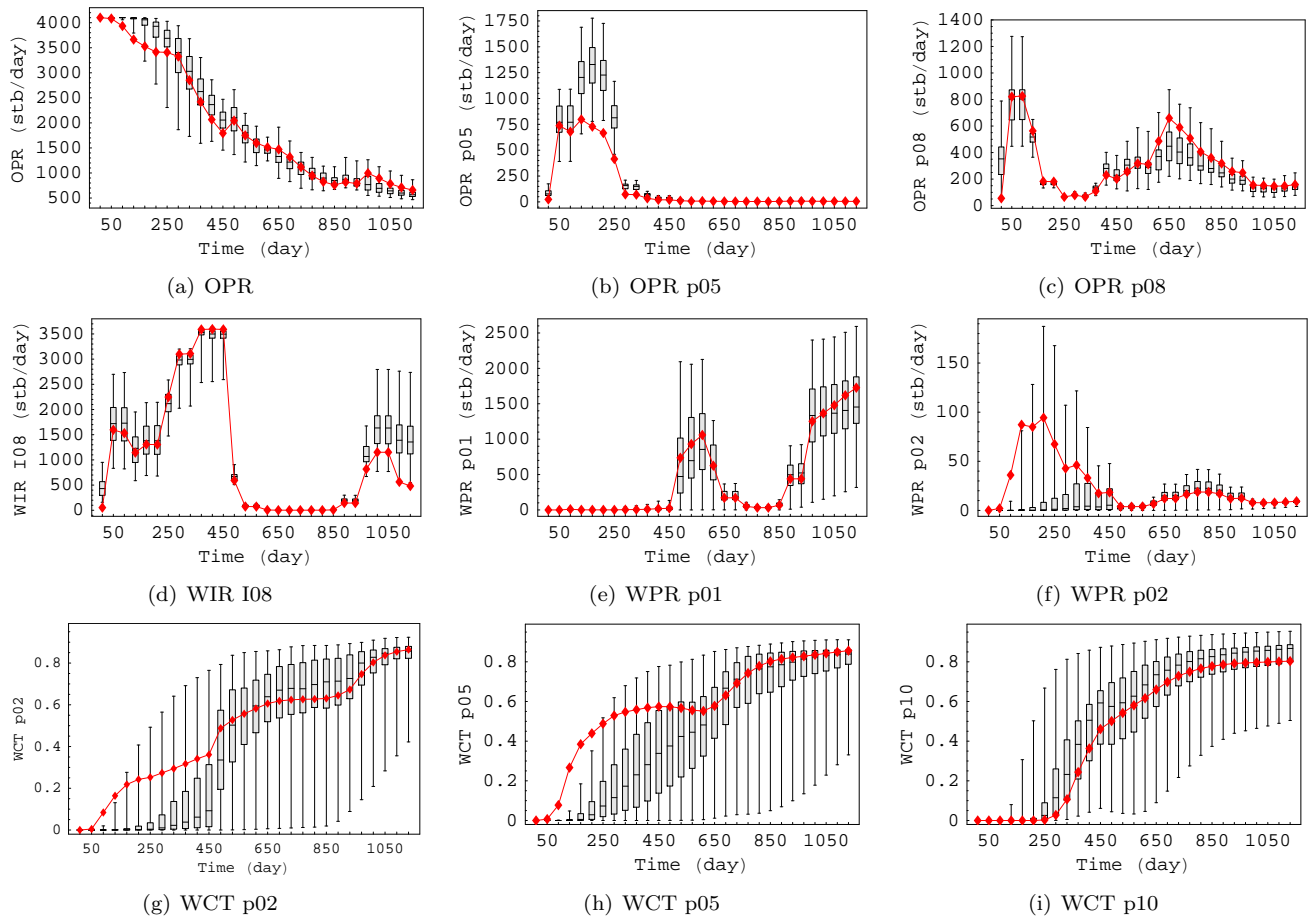 OPR (stb/day)
4000
3500
3000
2500
2000
1500
1000
500
50 250 450 650 850 1050
Time (day)
(a) OPR
OPR p05 (stb/day)
1750
1500
1250
1000
750
500
250
0
50 250 450 650 850 1050
Time (day)
(b) OPR p05
OPR p08 (stb/day)
1400
1200
1000
800
600
400
200
0
50 250 450 650 850 1050
Time (day)
(c) OPR p08
WIR I08 (stb/day)
3500
3000
2500
2000
1500
1000
500
0
50 250 450 650 850 1050
Time (day)
(d) WIR I08
WPR p01 (stb/day)
2500
2000
1500
1000
500
0
50 250 450 650 850 1050
Time (day)
(e) WPR p01
WPR p02 (stb/day)
150
100
50
0
50 250 450 650 850 1050
Time (day)
(f) WPR p02
WCT p02
0.8
0.6
0.4
0.2
0
50 250 450 650 850 1050
Time (day)
(g) WCT p02
WCT p05
0.8
0.6
0.4
0.2
0
50 250 450 650 850 1050
Time (day)
(h) WCT p05
WCT p10
0.8
0.6
0.4
0.2
0
50 250 450 650 850 1050
Time (day)
(i) WCT p10